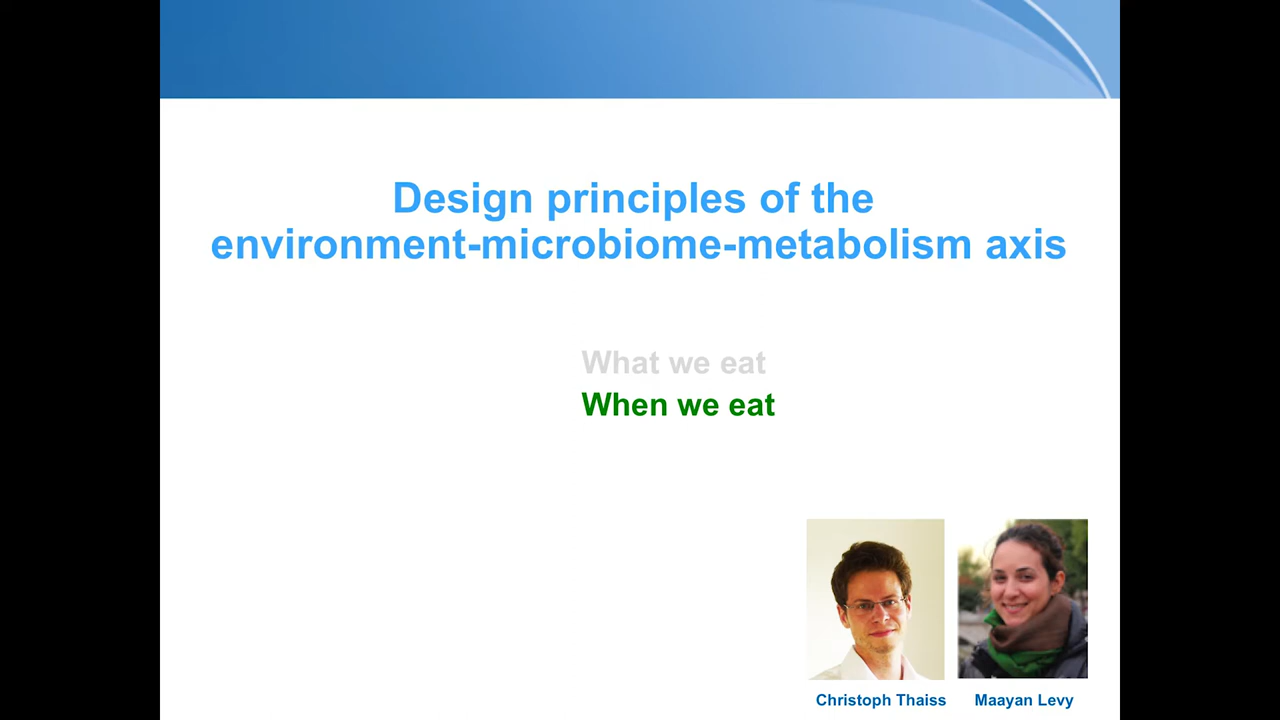 Design principles of the
environment-microbiome-metabolism axis
What we eat
When we eat
Christoph Thaiss
Maayan Levy